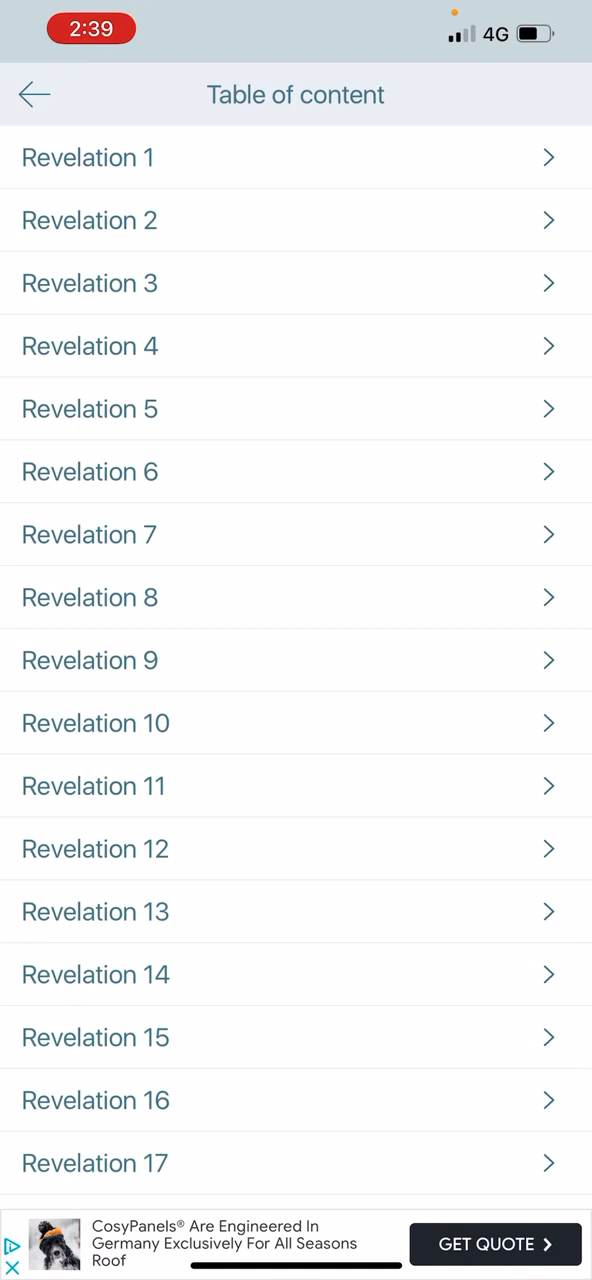 2:39
4G
Table of content
Revelation 1
Revelation 2
Revelation 3
Revelation 4
Revelation 5
Revelation 6
Revelation 7
Revelation 8
Revelation 9
Revelation 10
Revelation 11
Revelation 12
Revelation 13
Revelation 14
Revelation 15
Revelation 16
Revelation 17
CosyPanels® Are Engineered In
Germany Exclusively For All Seasons
Roof
GET QUOTE